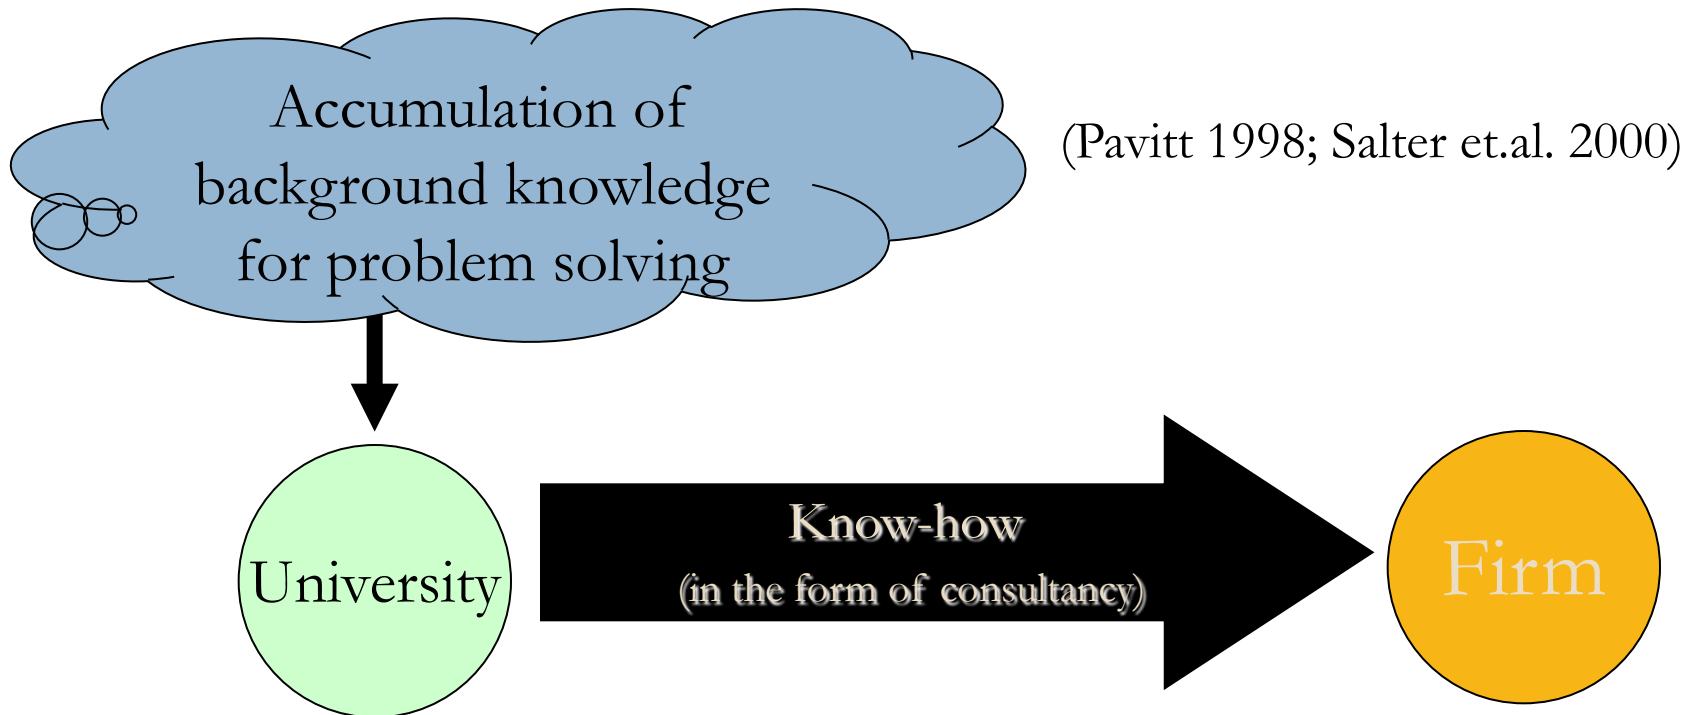 Accumulation of
background knowledge
for problem solving
(Pavitt 1998; Salter et.al. 2000)
University
Know-how
(in the form of consultancy)
Firm